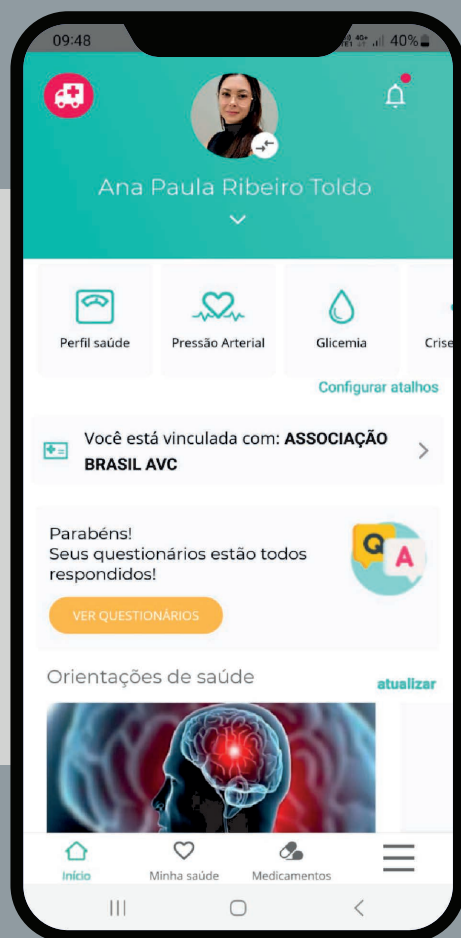 09:48
40%
Ana Paula Ribeiro Toldo
Perfil saúde
Pressão Arterial
Glicemia
Crise
Configurar atalhos
Você está vinculada com: ASSOCIAÇÃO
BRASIL AVC
Parabéns!
Seus questionários estão todos
respondidos!
Q
A
VER QUESTIONÁRIOS
Orientações de saúde
atualizar
Início
Minha saúde
Medicamentos